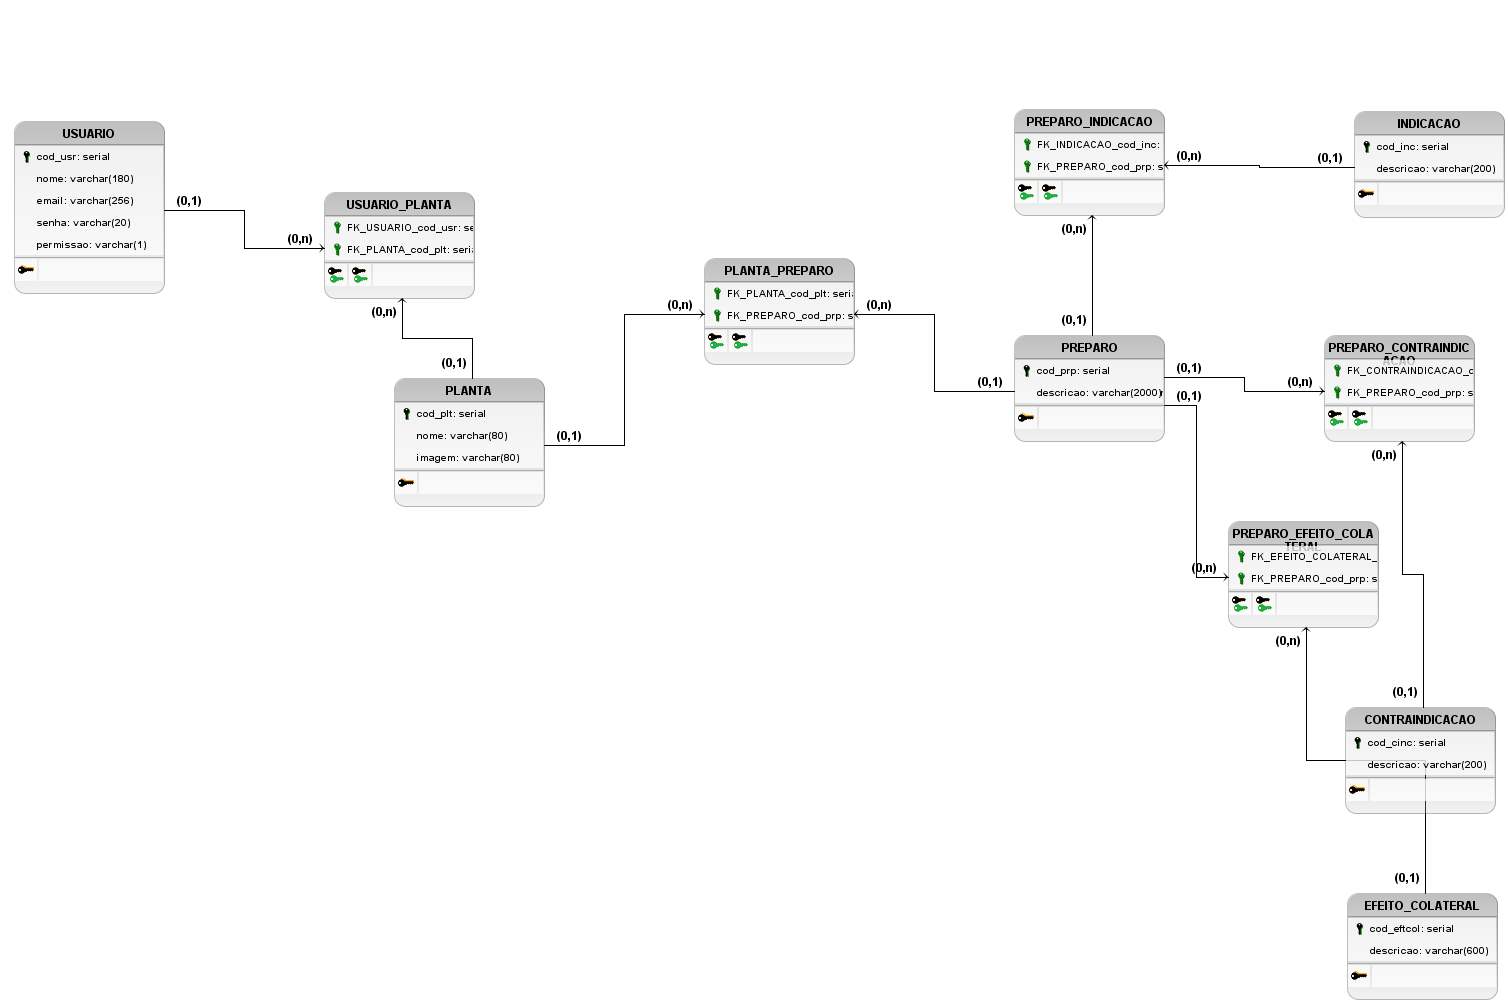 USUARIO
cod_usr: serial
nome: varchar(180)
email: varchar(256)
senha: varchar(20)
permissao: varchar(1)
(0,1)
(0,n)
USUARIO_PLANTA
FK_USUARIO_cod_usr: se
FK_PLANTA_cod_plt: seri
(0,n)
(0,1)
PLANTA
cod_plt: serial
nome: varchar(80)
imagem: varchar(80)
(0,1)
(0,n)
PLANTA_PREPARO
FK_PLANTA_cod_plt: seri
FK_PREPARO_cod_prp: s
(0,n)
(0,1)
PREPARO_INDICACAO
FK_INDICACAO_cod_inc:
FK_PREPARO_cod_prp: s
(0,n)
(0,1)
INDICACAO
cod_inc: serial
descricao: varchar(200)
(0,n)
(0,1)
PREPARO
cod_prp: serial
descricao: varchar(2000)
(0,1)
(0,n)
(0,1)
(0,n)
PREPARO_CONTRAINDIC
ACAO
FK_CONTRAINDICACAO_c
FK_PREPARO_cod_prp: s
(0,n)
(0,1)
PREPARO_EFEITO_COLA
TERAL
FK_EFEITO_COLATERAL_
FK_PREPARO_cod_prp: s
(0,n)
(0,1)
CONTRAINDICACAO
cod_cinc: serial
descricao: varchar(200)
EFEITO_COLATERAL
cod_eftcol: serial
descricao: varchar(600)